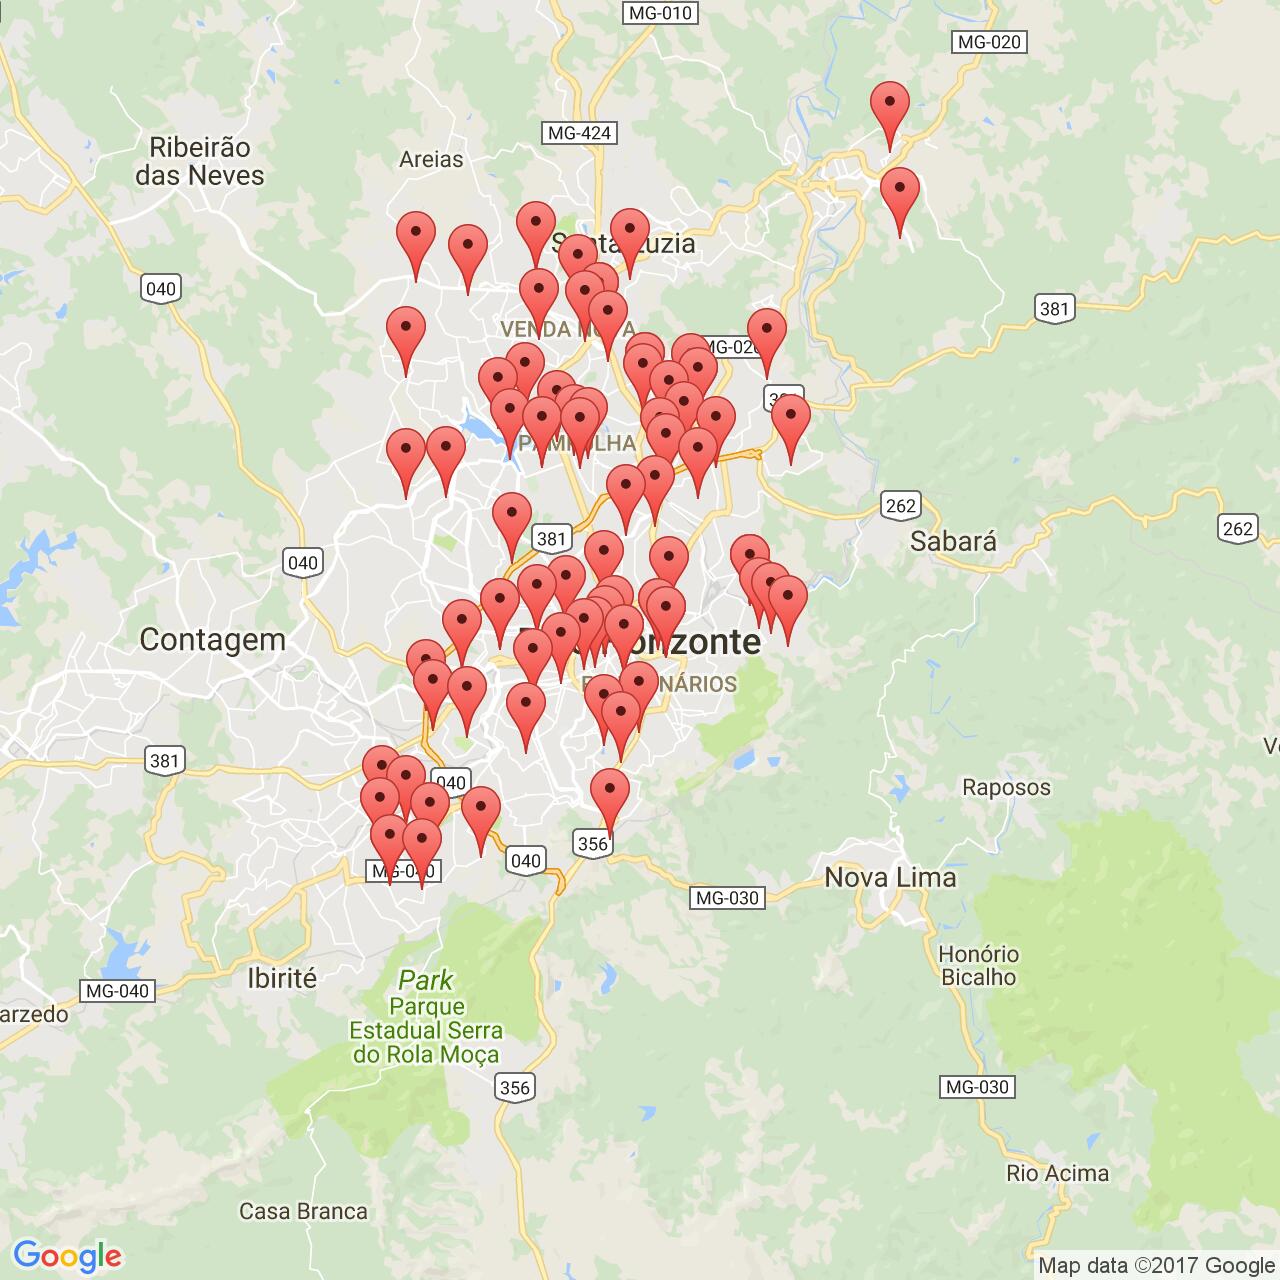 MG-010
MG-020
MG-424
Ribeirão
das Neves
Areias
Santa Luzia
040
381
VENDA NOVA
MG-020
381
PAMPULHA
262
262
381
Sabará
040
Contagem
Belo Horizonte
FUNCIONÁRIOS
381
040
Raposos
356
040
MG-040
Nova Lima
MG-030
Honório
Bicalho
Ibirité
Park
Parque
Estadual Serra
do Rola Moça
MG-040
arzedo
356
MG-030
Rio Acima
Casa Branca
Google
Map data ©2017 Google